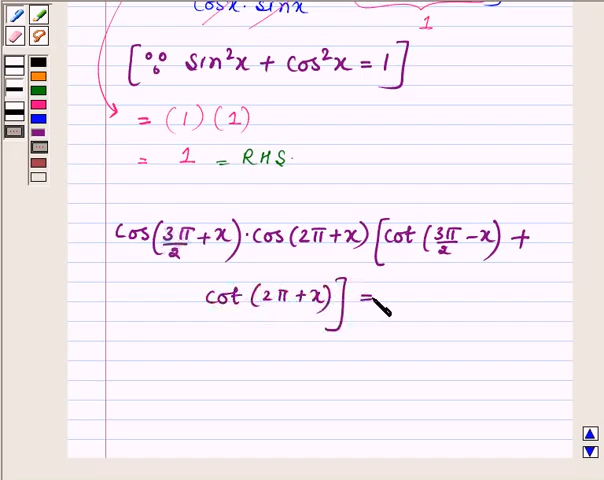 cosx · sinx
1
[∵ sin²x + cos²x = 1]
= (1) (1)
= 1 = RHS.
cos(3π/2 + x) · cos(2π + x) [cot(3π/2 - x) +
cot (2π + x)] =